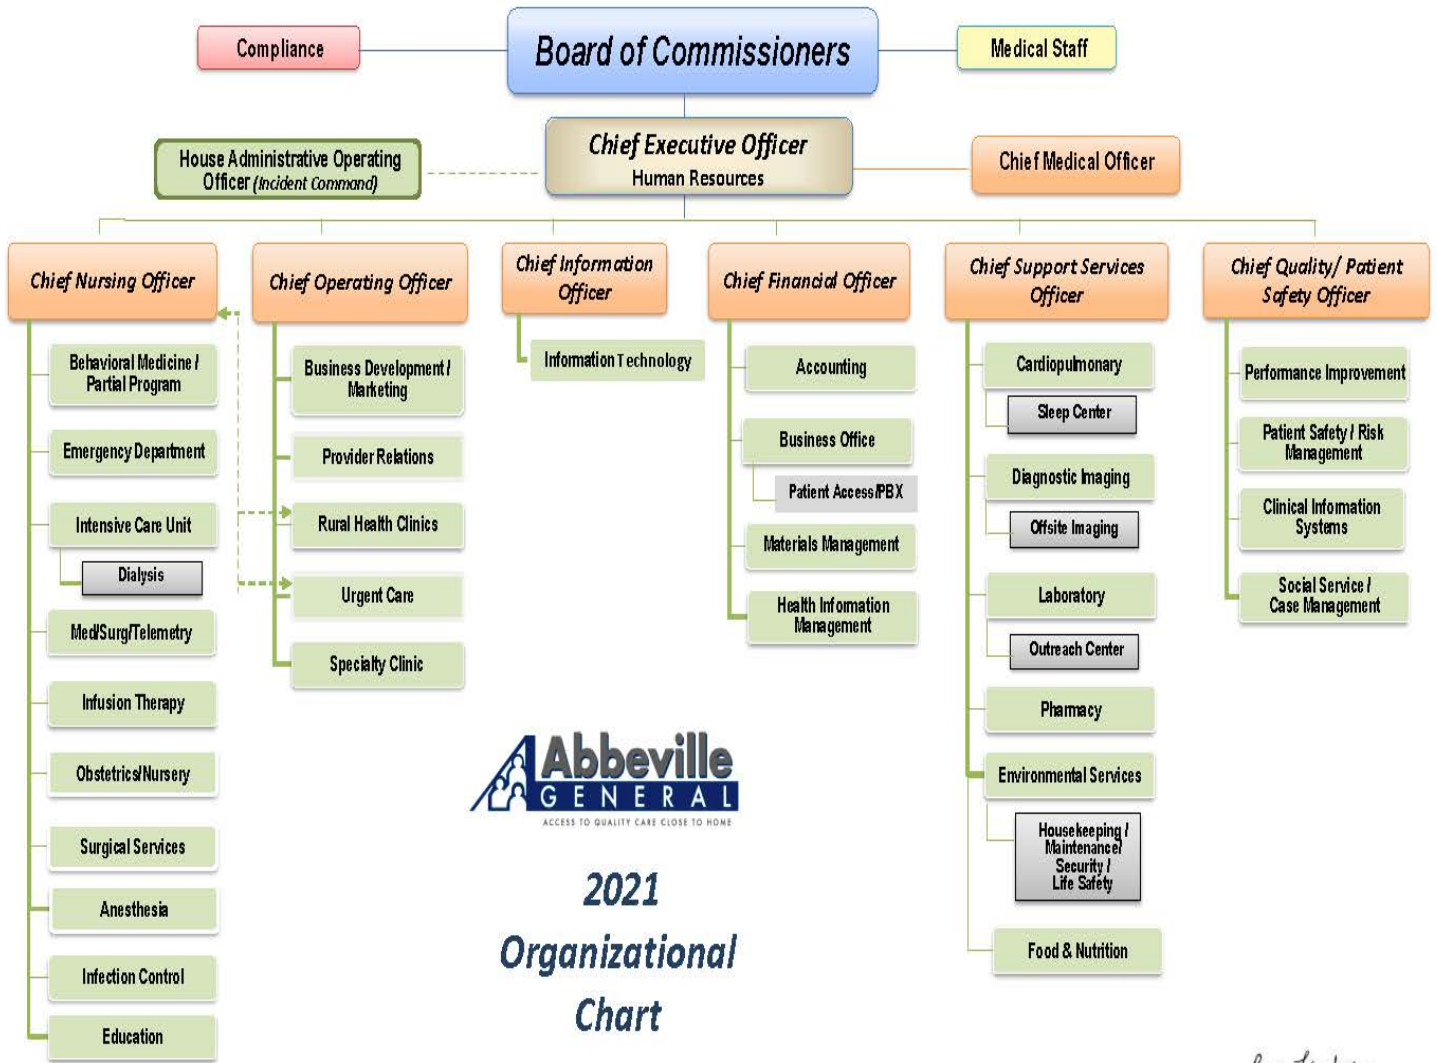 Compliance
Board of Commissioners
Medical Staff
House Administrative Operating
Officer (Incident Command)
Chief Executive Officer
Human Resources
Chief Medical Officer
Chief Nursing Officer
Behavioral Medicine /
Partial Program
Emergency Department
Intensive Care Unit
Dialysis
Med/Surg/Telemetry
Infusion Therapy
Obstetrics/Nursery
Surgical Services
Anesthesia
Infection Control
Education
Chief Operating Officer
Business Development /
Marketing
Provider Relations
Rural Health Clinics
Urgent Care
Specialty Clinic
Chief Information
Officer
Information Technology
Chief Financial Officer
Accounting
Business Office
Patient Access/PBX
Materials Management
Health Information
Management
Chief Support Services
Officer
Cardiopulmonary
Sleep Center
Diagnostic Imaging
Offsite Imaging
Laboratory
Outreach Center
Pharmacy
Environmental Services
Housekeeping /
Maintenance/
Security /
Life Safety
Food & Nutrition
Chief Quality/ Patient
Safety Officer
Performance Improvement
Patient Safety / Risk
Management
Clinical Information
Systems
Social Service /
Case Management
Abbeville
GENERAL
ACCESS TO QUALITY CARE CLOSE TO HOME
2021
Organizational
Chart